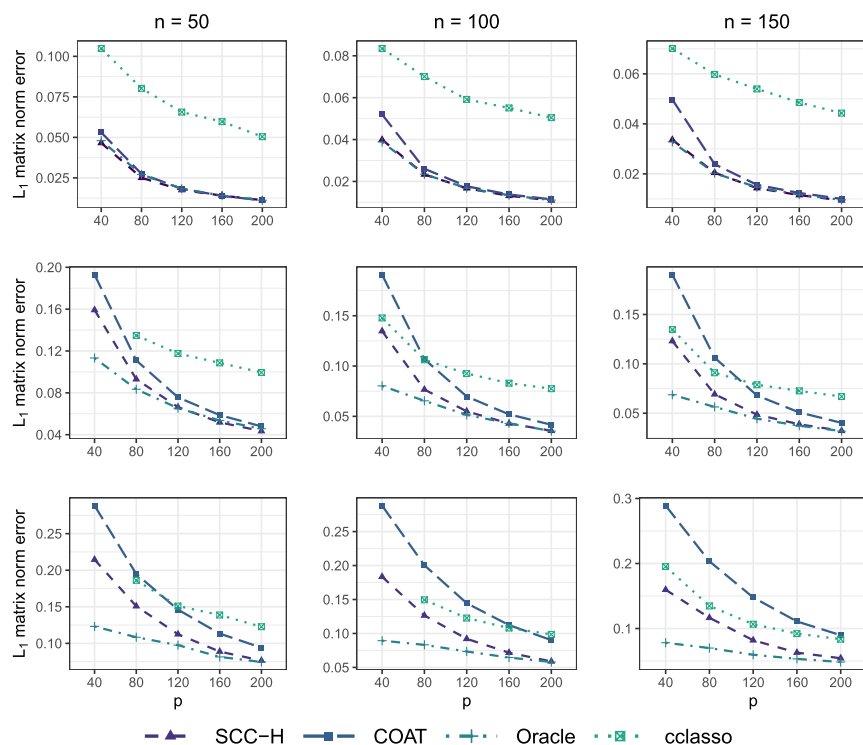 n = 50
n = 100
n = 150
L1 matrix norm error
0.100
0.075
0.050
0.025
40 80 120 160 200
0.08
0.06
0.04
0.02
40 80 120 160 200
0.06
0.04
0.02
40 80 120 160 200
L1 matrix norm error
0.20
0.16
0.12
0.08
0.04
40 80 120 160 200
0.15
0.10
0.05
40 80 120 160 200
0.15
0.10
0.05
40 80 120 160 200
L1 matrix norm error
0.25
0.20
0.15
0.10
40 80 120 160 200
p
0.25
0.20
0.15
0.10
0.05
40 80 120 160 200
p
0.3
0.2
0.1
40 80 120 160 200
p
SCC−H COAT Oracle cclasso